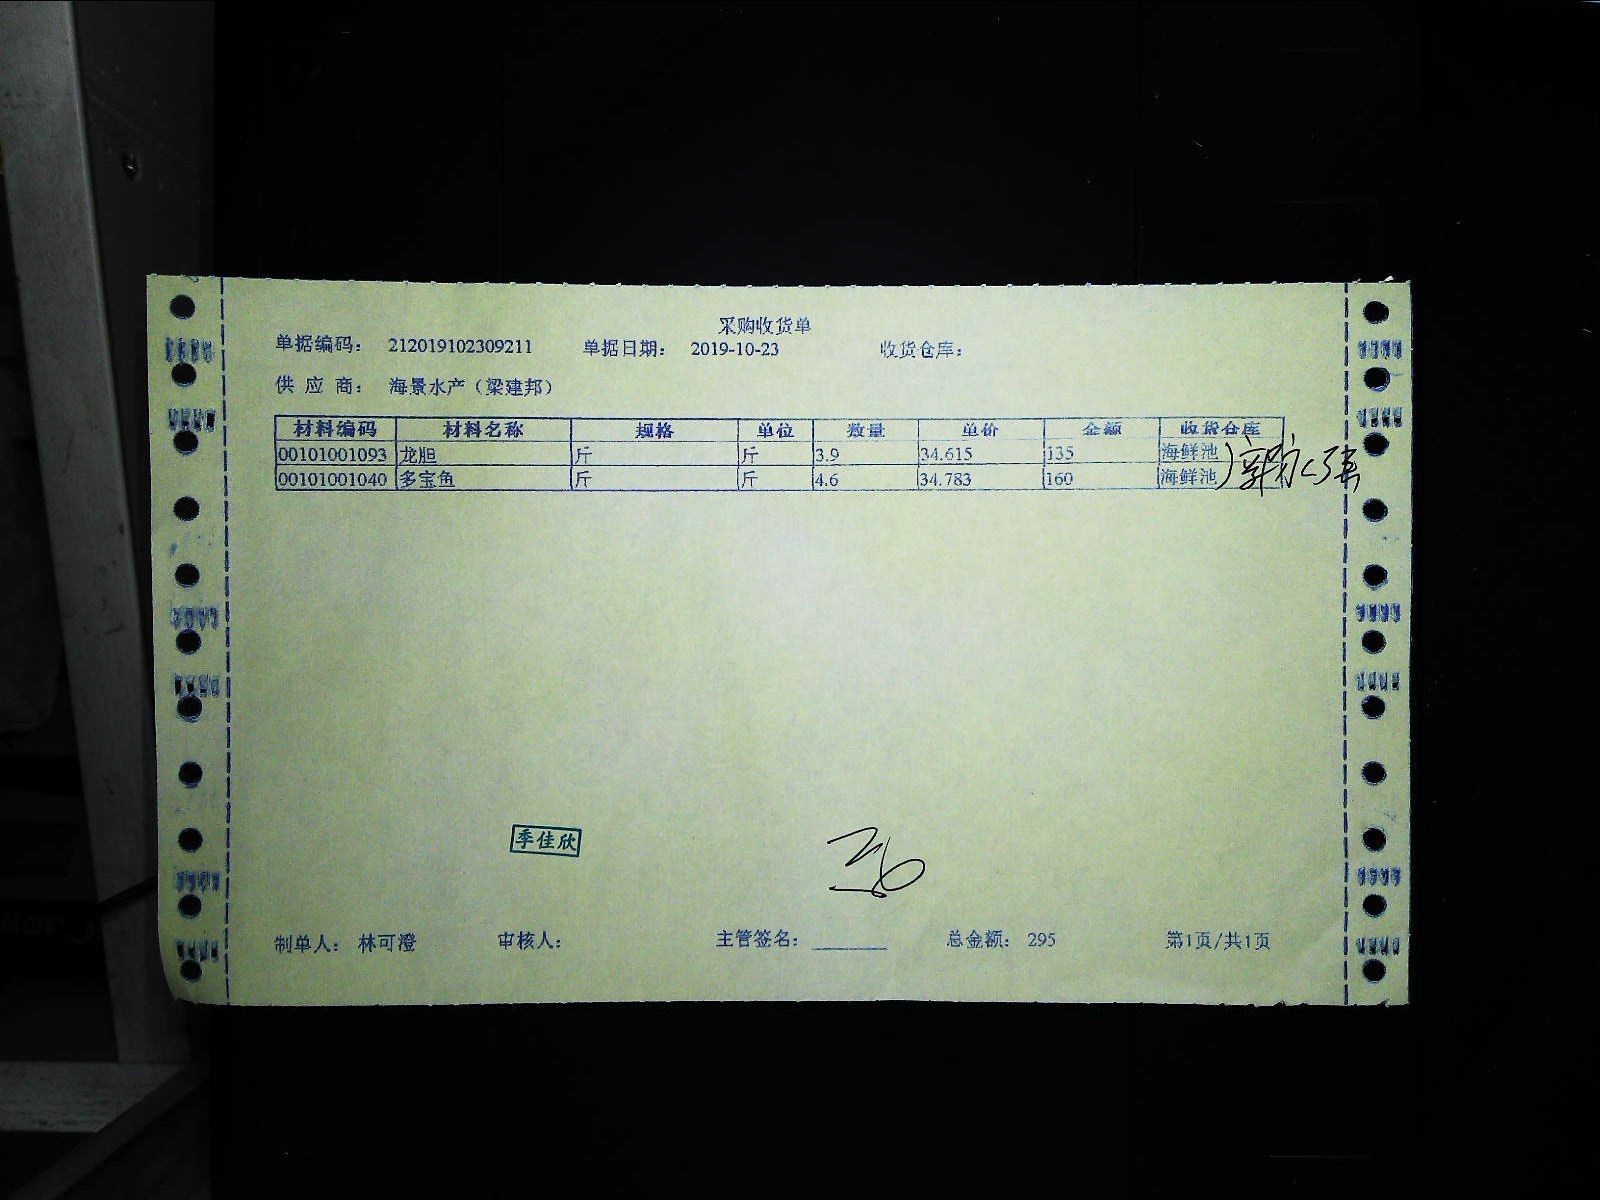 采购收货单
单据编码： 212019102309211 单据日期： 2019-10-23 收货仓库：
供 应 商： 海景水产（梁建邦）
材料编码 材料名称 规格 单位 数量 单价 金额 收货仓库
00101001093 龙胆 斤 斤 3.9 34.615 135 海鲜池
00101001040 多宝鱼 斤 斤 4.6 34.783 160 海鲜池
季佳欣
制单人： 林可澄 审核人： 主管签名： 总金额： 295 第1页/共1页